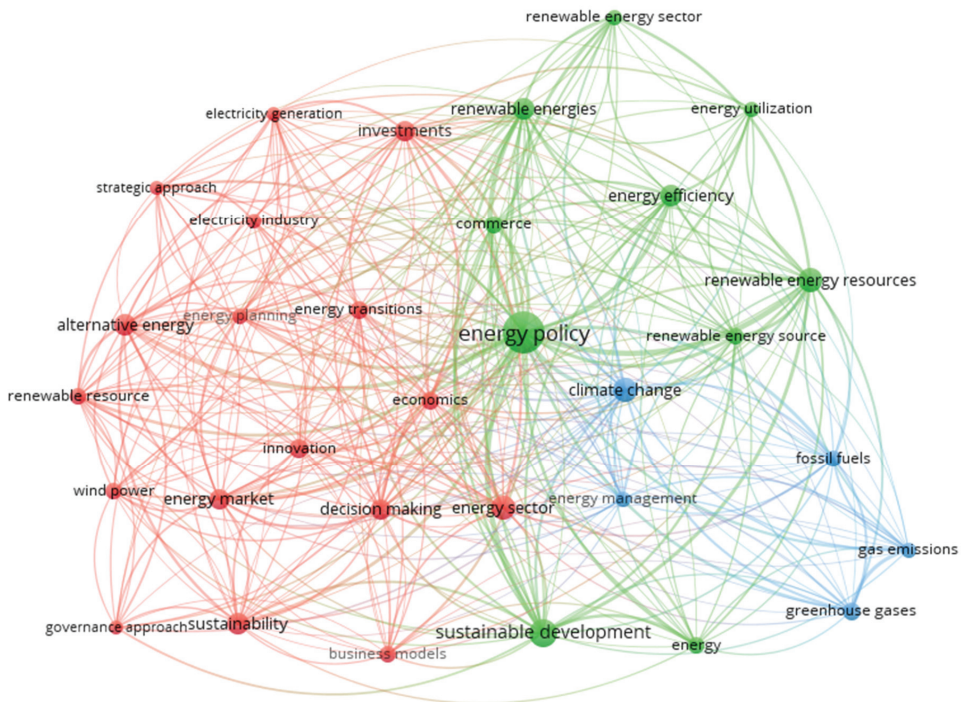 renewable energy sector
electricity generation
renewable energies
energy utilization
investments
strategic approach
energy efficiency
electricity industry
commerce
renewable energy resources
energy planning
energy transitions
alternative energy
energy policy
renewable energy source
climate change
renewable resource
economics
innovation
fossil fuels
wind power
energy market
energy management
decision making
energy sector
gas emissions
greenhouse gases
governance approach
sustainability
sustainable development
energy
business models